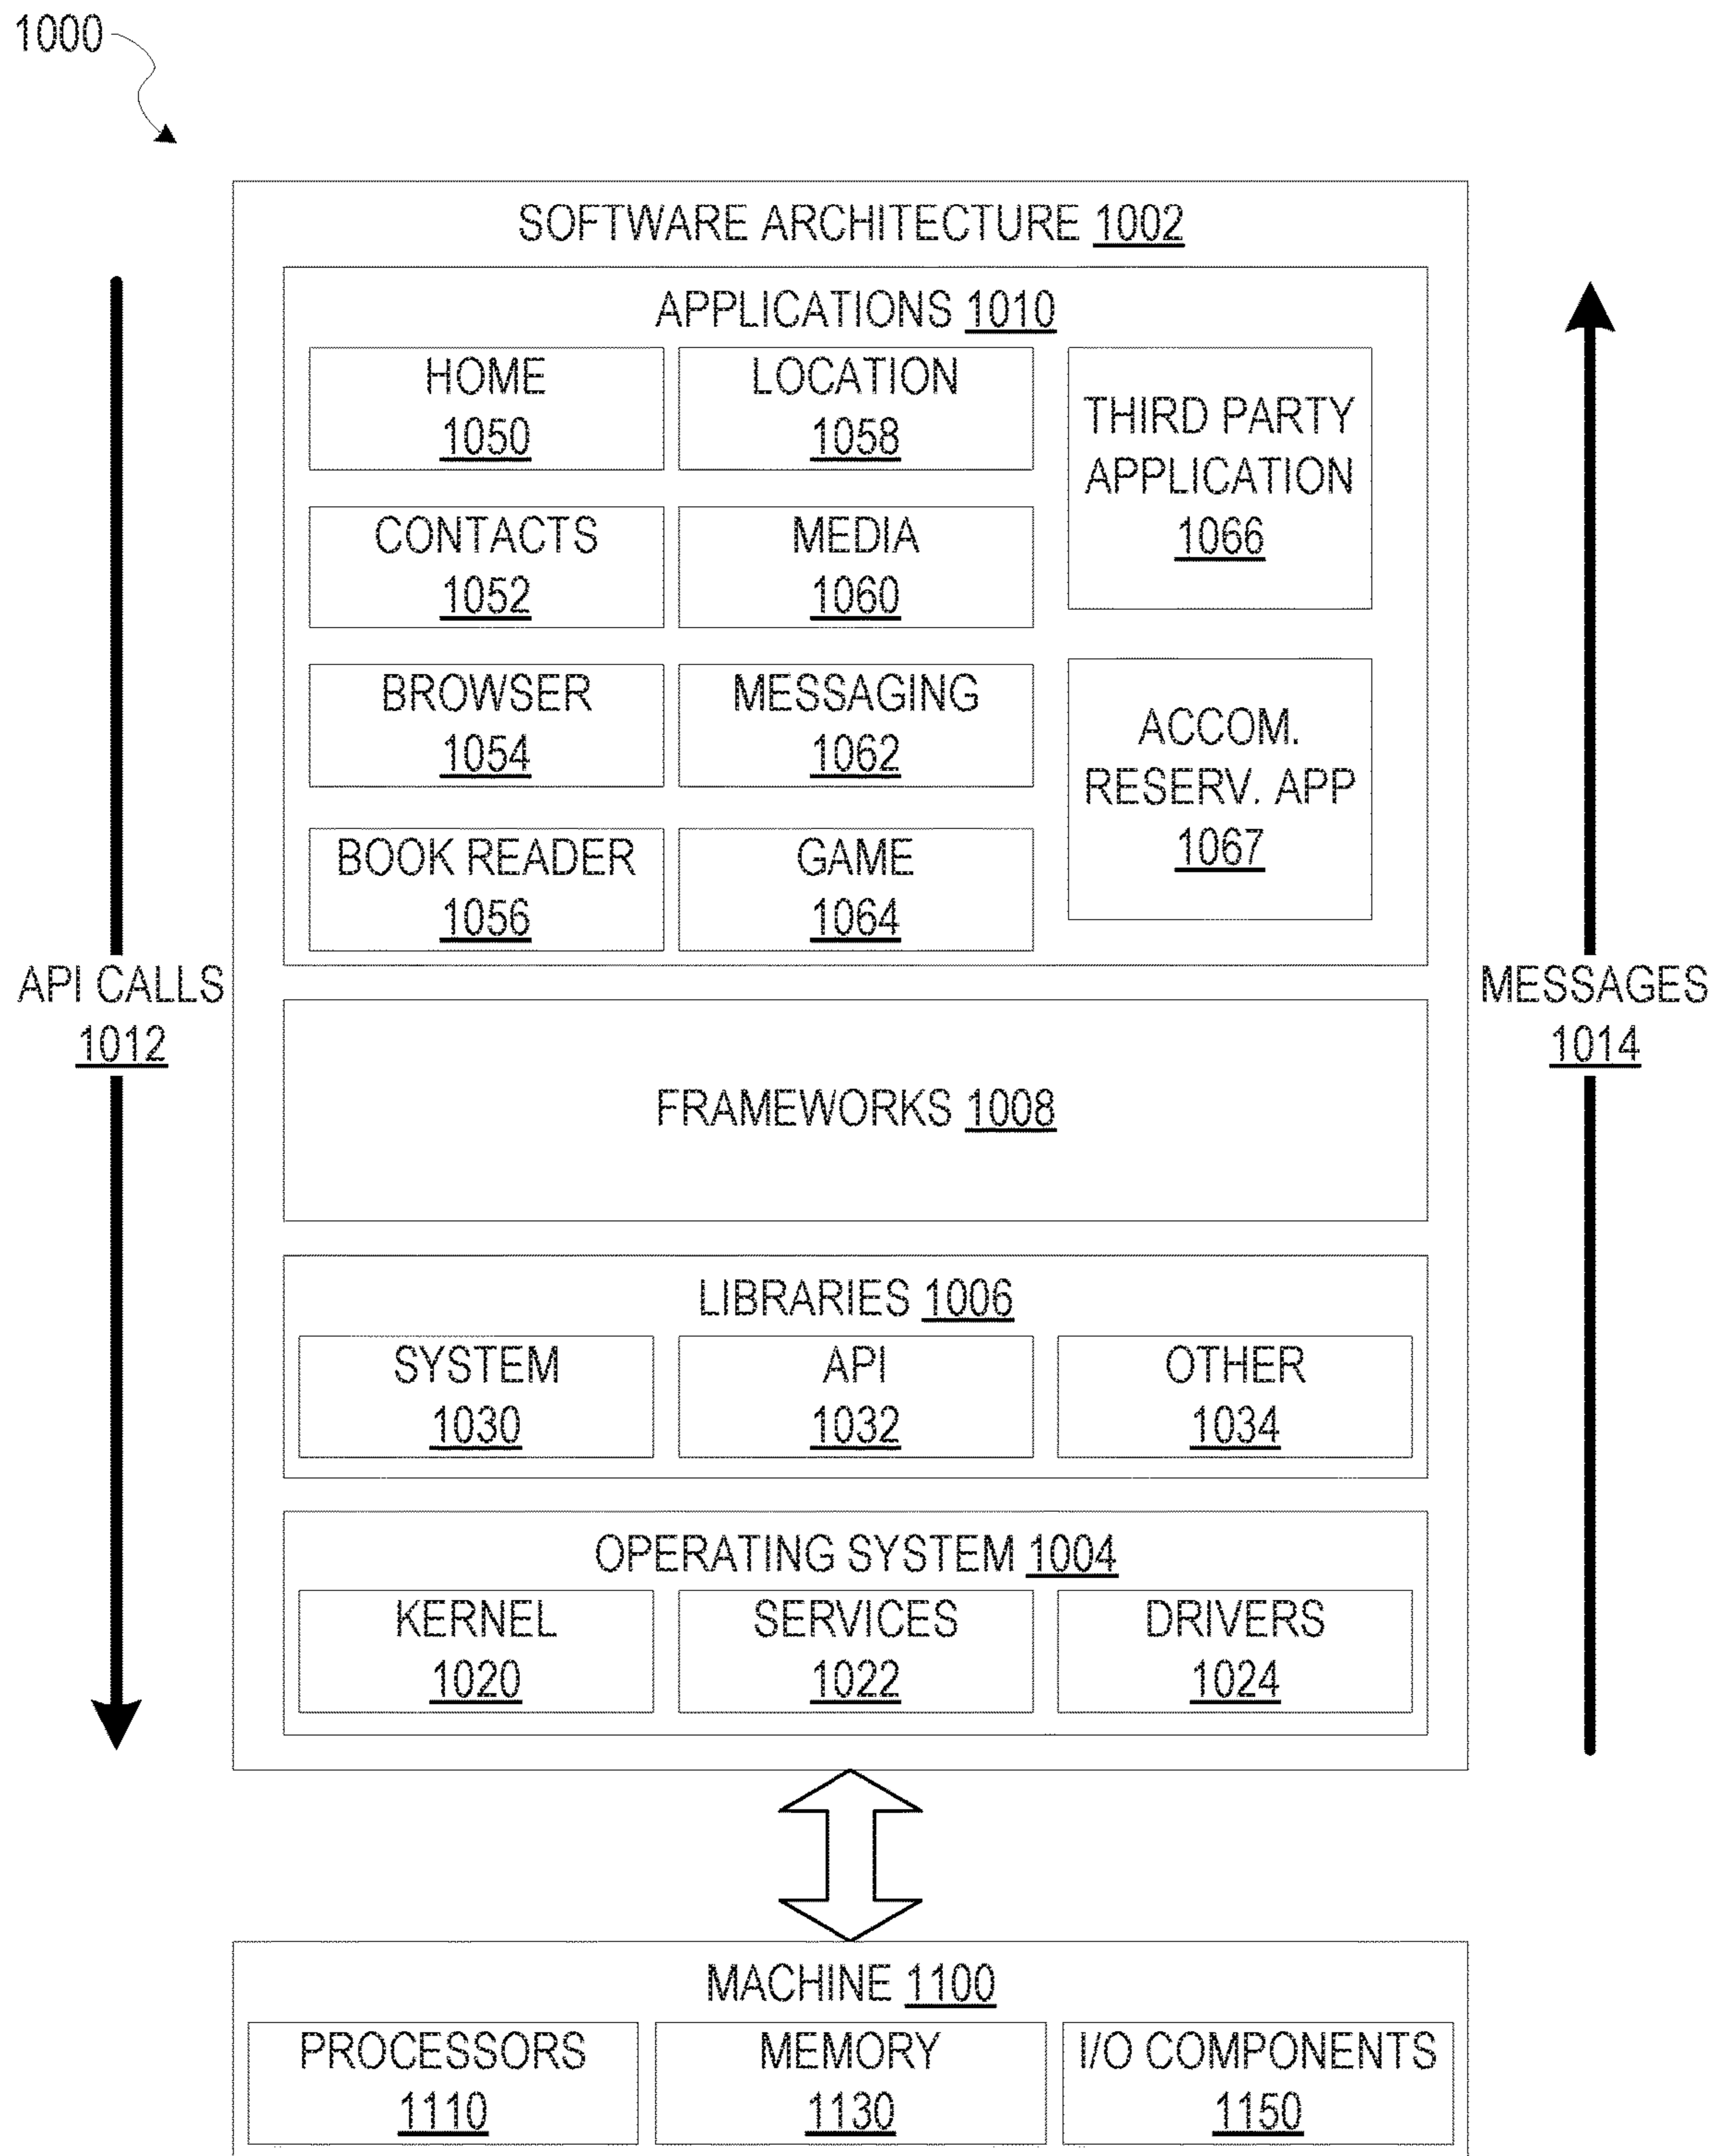 1000
SOFTWARE ARCHITECTURE 1002
APPLICATIONS 1010
HOME
1050
LOCATION
1058
THIRD PARTY
APPLICATION
1066
CONTACTS
1052
MEDIA
1060
BROWSER
1054
MESSAGING
1062
ACCOM.
RESERV. APP
1067
BOOK READER
1056
GAME
1064
API CALLS
1012
MESSAGES
1014
FRAMEWORKS 1008
LIBRARIES 1006
SYSTEM
1030
API
1032
OTHER
1034
OPERATING SYSTEM 1004
KERNEL
1020
SERVICES
1022
DRIVERS
1024
MACHINE 1100
PROCESSORS
1110
MEMORY
1130
I/O COMPONENTS
1150